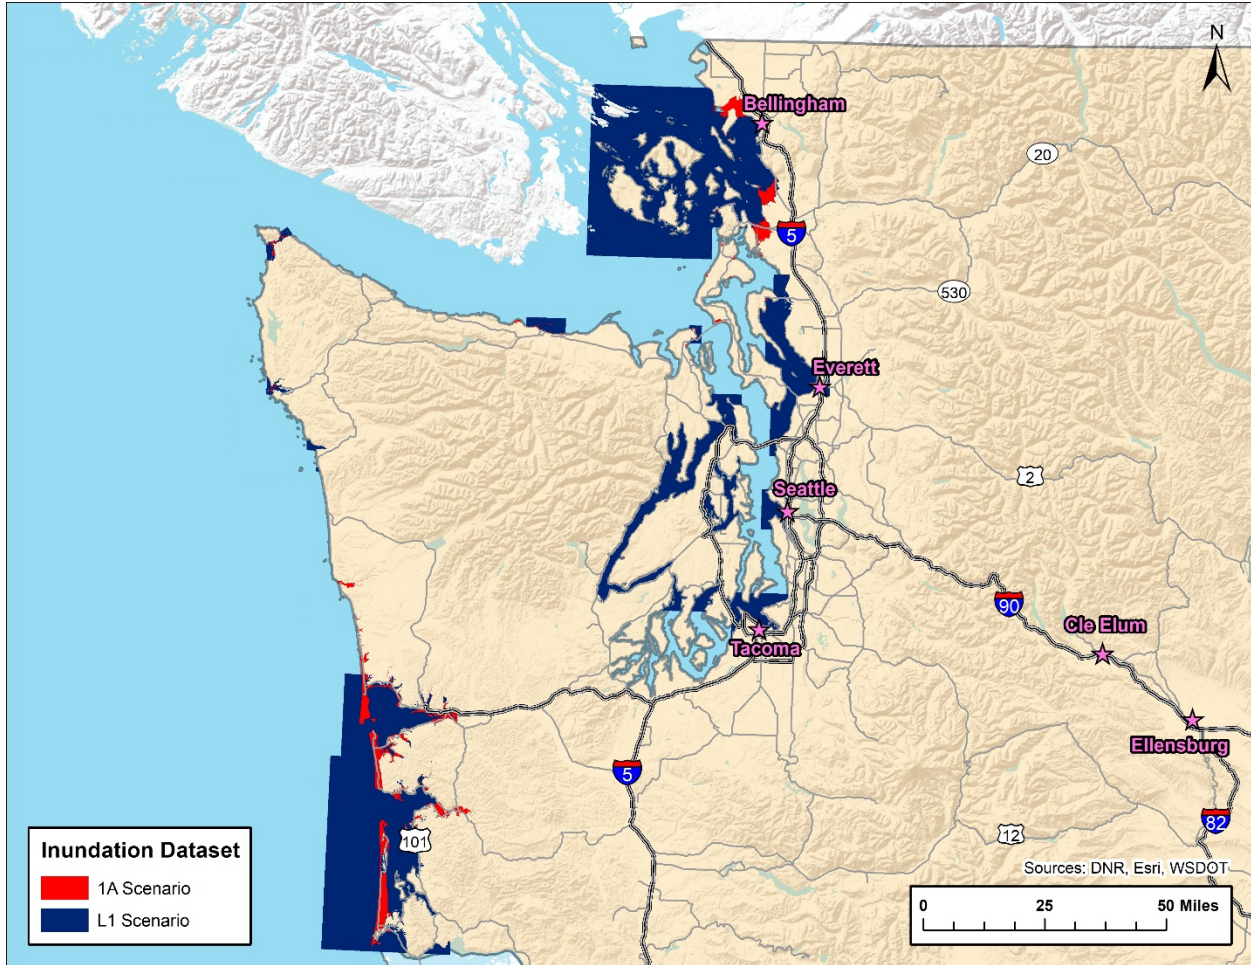 N
Bellingham
20
5
530
Everett
2
Seattle
90
Cle Elum
Tacoma
Ellensburg
5
82
101
12
Inundation Dataset
1A Scenario
L1 Scenario
Sources: DNR, Esri, WSDOT
0 25 50 Miles